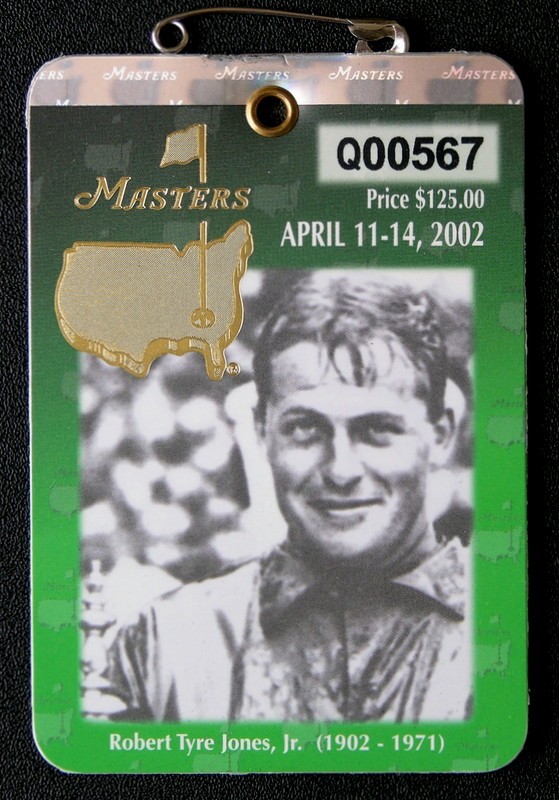 ERS MASTERS MASTERS MASTERS MASTERS
Q00567
MASTERS
Price $125.00
APRIL 11-14, 2002
Robert Tyre Jones, Jr. (1902 - 1971)